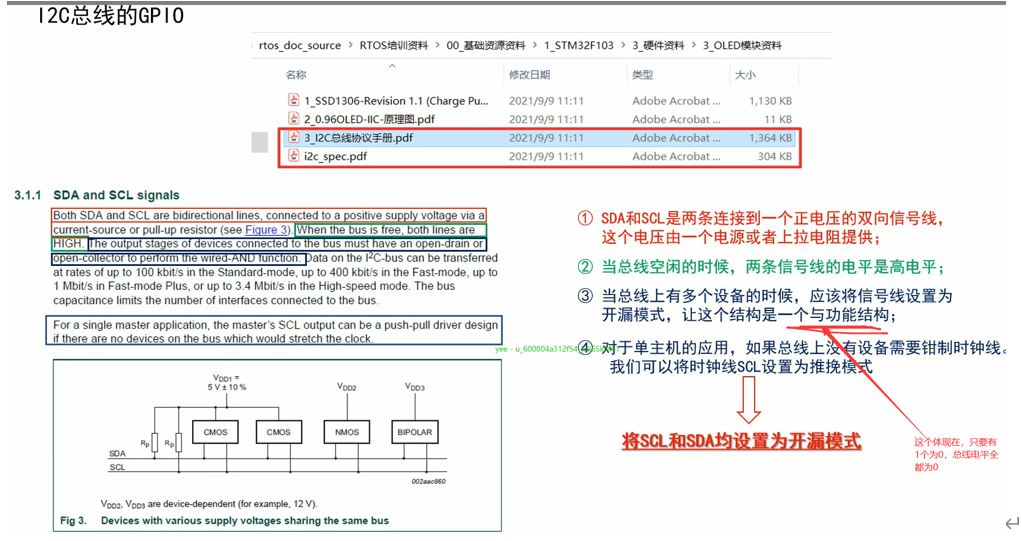 I2C总线的GPIO
rtos_doc_source > RTOS培训资料 > 00_基础资源资料 > 1_STM32F103 > 3_硬件资料 > 3_OLED模块资料
名称 修改日期 类型 大小
1_SSD1306-Revision 1.1 (Charge Pu... 2021/9/9 11:11 Adobe Acrobat ... 1,130 KB
2_0.96OLED-IIC-原理图.pdf 2021/9/9 11:11 Adobe Acrobat ... 11 KB
3_I2C总线协议手册.pdf 2021/9/9 11:11 Adobe Acrobat ... 1,364 KB
i2c_spec.pdf 2021/9/9 11:11 Adobe Acrobat ... 304 KB
3.1.1 SDA and SCL signals
Both SDA and SCL are bidirectional lines, connected to a positive supply voltage via a
current-source or pull-up resistor (see Figure 3). When the bus is free, both lines are
HIGH. The output stages of devices connected to the bus must have an open-drain or
open-collector to perform the wired-AND function. Data on the I²C-bus can be transferred
at rates of up to 100 kbit/s in the Standard-mode, up to 400 kbit/s in the Fast-mode, up to
1 Mbit/s in Fast-mode Plus, or up to 3.4 Mbit/s in the High-speed mode. The bus
capacitance limits the number of interfaces connected to the bus.
For a single master application, the master's SCL output can be a push-pull driver design
if there are no devices on the bus which would stretch the clock.
VDD1 =
5 V ± 10 %
VDD2 VDD3
Rp Rp CMOS CMOS NMOS BIPOLAR
SDA
SCL
002aac860
VDD2, VDD3 are device-dependent (for example, 12 V).
Fig 3. Devices with various supply voltages sharing the same bus
① SDA和SCL是两条连接到一个正电压的双向信号线，
这个电压由一个电源或者上拉电阻提供；
② 当总线空闲的时候，两条信号线的电平是高电平；
③ 当总线上有多个设备的时候，应该将信号线设置为
开漏模式，让这个结构是一个与功能结构；
④ 对于单主机的应用，如果总线上没有设备需要钳制时钟线。
我们可以将时钟线SCL设置为推挽模式
将SCL和SDA均设置为开漏模式
这个体现在，只要有
1个为0，总线电平全
都为0